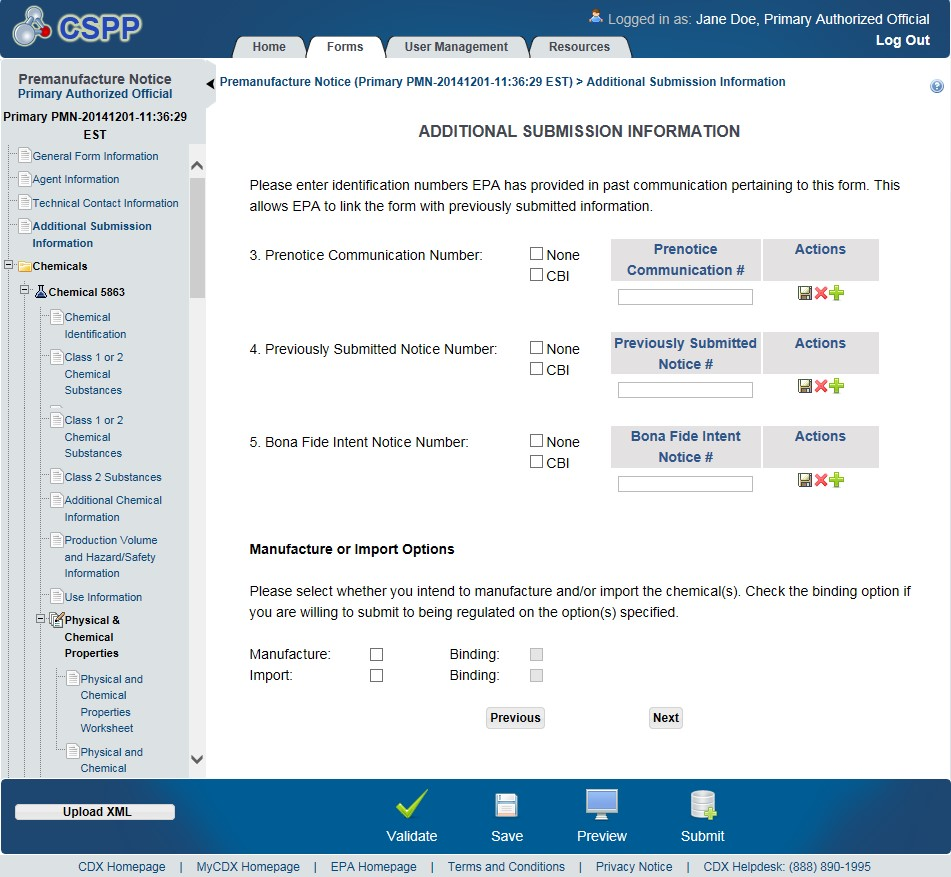 CSPP
Logged in as: Jane Doe, Primary Authorized Official
Log Out
Home
Forms
User Management
Resources
Premanufacture Notice
Primary Authorized Official
Primary PMN-20141201-11:36:29
EST
General Form Information
Agent Information
Technical Contact Information
Additional Submission
Information
Chemicals
Chemical 5863
Chemical
Identification
Class 1 or 2
Chemical
Substances
Class 1 or 2
Chemical
Substances
Class 2 Substances
Additional Chemical
Information
Production Volume
and Hazard/Safety
Information
Use Information
Physical &
Chemical
Properties
Physical and
Chemical
Properties
Worksheet
Physical and
Chemical
Premanufacture Notice (Primary PMN-20141201-11:36:29 EST) > Additional Submission Information
ADDITIONAL SUBMISSION INFORMATION
Please enter identification numbers EPA has provided in past communication pertaining to this form. This
allows EPA to link the form with previously submitted information.
3. Prenotice Communication Number:
None
CBI
Prenotice
Communication #
Actions
4. Previously Submitted Notice Number:
None
CBI
Previously Submitted
Notice #
Actions
5. Bona Fide Intent Notice Number:
None
CBI
Bona Fide Intent
Notice #
Actions
Manufacture or Import Options
Please select whether you intend to manufacture and/or import the chemical(s). Check the binding option if
you are willing to submit to being regulated on the option(s) specified.
Manufacture: Binding:
Import: Binding:
Previous
Next
Upload XML
Validate
Save
Preview
Submit
CDX Homepage | MyCDX Homepage | EPA Homepage | Terms and Conditions | Privacy Notice | CDX Helpdesk: (888) 890-1995